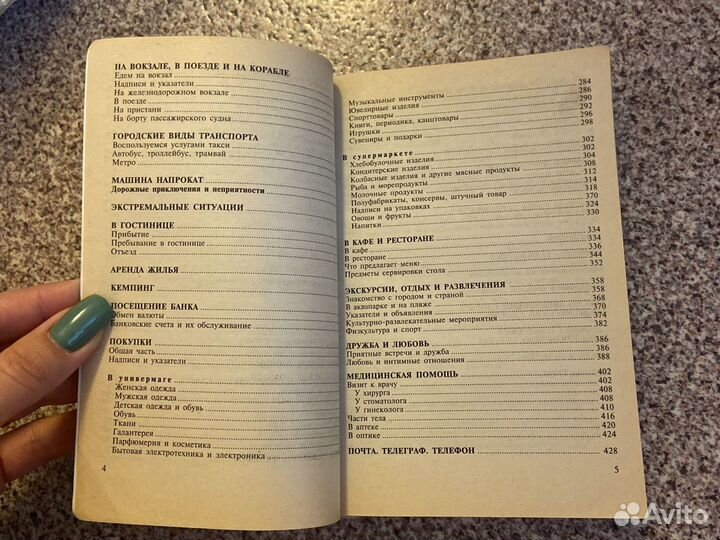 НА ВОКЗАЛЕ, В ПОЕЗДЕ И НА КОРАБЛЕ
Едем на вокзал
Надписи и указатели
На железнодорожном вокзале
В поезде
На пристани
На борту пассажирского судна
ГОРОДСКИЕ ВИДЫ ТРАНСПОРТА
Воспользуемся услугами такси
Автобус, троллейбус, трамвай
Метро
МАШИНА НАПРОКАТ
Дорожные приключения и неприятности
ЭКСТРЕМАЛЬНЫЕ СИТУАЦИИ
В ГОСТИНИЦЕ
Прибытие
Пребывание в гостинице
Отъезд
АРЕНДА ЖИЛЬЯ
КЕМПИНГ
ПОСЕЩЕНИЕ БАНКА
Обмен валюты
Банковские счета и их обслуживание
ПОКУПКИ
Общая часть
Надписи и указатели
В универмаге
Женская одежда
Мужская одежда
Детская одежда и обувь
Обувь
Ткани
Галантерея
Парфюмерия и косметика
Бытовая электротехника и электроника
4
284
Музыкальные инструменты 286
Ювелирные изделия 290
Спорттовары 292
Книги, периодика, канцтовары 296
Игрушки 298
Сувениры и подарки
В супермаркете 302
Хлебобулочные изделия 302
Кондитерские изделия 304
Колбасные изделия и другие мясные продукты 308
Рыба и морепродукты 312
Молочные продукты 314
Полуфабрикаты, консервы, штучный товар 318
Надписи на упаковках 320
Овощи и фрукты 324
Напитки 330
В КАФЕ И РЕСТОРАНЕ 334
В кафе 334
В ресторане 336
Что предлагает меню 344
Предметы сервировки стола 352
ЭКСКУРСИИ, ОТДЫХ И РАЗВЛЕЧЕНИЯ 358
Знакомство с городом и страной 358
В аквапарке и на пляже 368
Указатели и объявления 370
Культурно-развлекательные мероприятия 374
Физкультура и спорт 382
ДРУЖБА И ЛЮБОВЬ 386
Приятные встречи и дружба 386
Любовь и интимные отношения 388
МЕДИЦИНСКАЯ ПОМОЩЬ 402
Визит к врачу 402
У хирурга 408
У стоматолога 408
У гинеколога 410
Части тела 416
В аптеке 420
В оптике 424
ПОЧТА. ТЕЛЕГРАФ. ТЕЛЕФОН 428
5
Avito